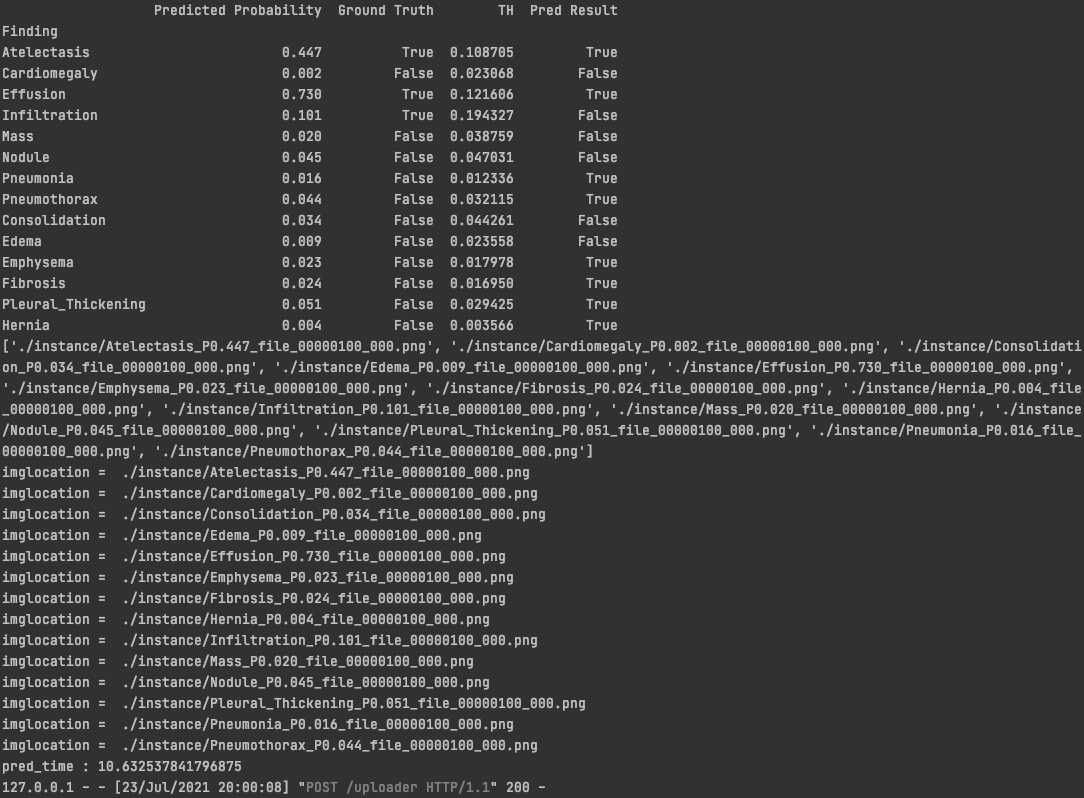 Predicted Probability  Ground Truth        TH  Pred Result
Finding
Atelectasis                        0.447          True  0.108705         True
Cardiomegaly                       0.002         False  0.023068        False
Effusion                           0.730          True  0.121606         True
Infiltration                       0.101          True  0.194327        False
Mass                               0.020         False  0.038759        False
Nodule                             0.045         False  0.047031        False
Pneumonia                          0.016         False  0.012336         True
Pneumothorax                       0.044         False  0.032115         True
Consolidation                      0.034         False  0.044261        False
Edema                              0.009         False  0.023558        False
Emphysema                          0.023         False  0.017978         True
Fibrosis                           0.024         False  0.016950         True
Pleural_Thickening                 0.051         False  0.029425         True
Hernia                             0.004         False  0.003566         True
['./instance/Atelectasis_P0.447_file_00000100_000.png', './instance/Cardiomegaly_P0.002_file_00000100_000.png', './instance/Consolidati
on_P0.034_file_00000100_000.png', './instance/Edema_P0.009_file_00000100_000.png', './instance/Effusion_P0.730_file_00000100_000.png',
'./instance/Emphysema_P0.023_file_00000100_000.png', './instance/Fibrosis_P0.024_file_00000100_000.png', './instance/Hernia_P0.004_file
_00000100_000.png', './instance/Infiltration_P0.101_file_00000100_000.png', './instance/Mass_P0.020_file_00000100_000.png', './instance
/Nodule_P0.045_file_00000100_000.png', './instance/Pleural_Thickening_P0.051_file_00000100_000.png', './instance/Pneumonia_P0.016_file_
00000100_000.png', './instance/Pneumothorax_P0.044_file_00000100_000.png']
imglocation =  ./instance/Atelectasis_P0.447_file_00000100_000.png
imglocation =  ./instance/Cardiomegaly_P0.002_file_00000100_000.png
imglocation =  ./instance/Consolidation_P0.034_file_00000100_000.png
imglocation =  ./instance/Edema_P0.009_file_00000100_000.png
imglocation =  ./instance/Effusion_P0.730_file_00000100_000.png
imglocation =  ./instance/Emphysema_P0.023_file_00000100_000.png
imglocation =  ./instance/Fibrosis_P0.024_file_00000100_000.png
imglocation =  ./instance/Hernia_P0.004_file_00000100_000.png
imglocation =  ./instance/Infiltration_P0.101_file_00000100_000.png
imglocation =  ./instance/Mass_P0.020_file_00000100_000.png
imglocation =  ./instance/Nodule_P0.045_file_00000100_000.png
imglocation =  ./instance/Pleural_Thickening_P0.051_file_00000100_000.png
imglocation =  ./instance/Pneumonia_P0.016_file_00000100_000.png
imglocation =  ./instance/Pneumothorax_P0.044_file_00000100_000.png
pred_time : 10.632537841796875
127.0.0.1 - - [23/Jul/2021 20:00:08] "POST /uploader HTTP/1.1" 200 -